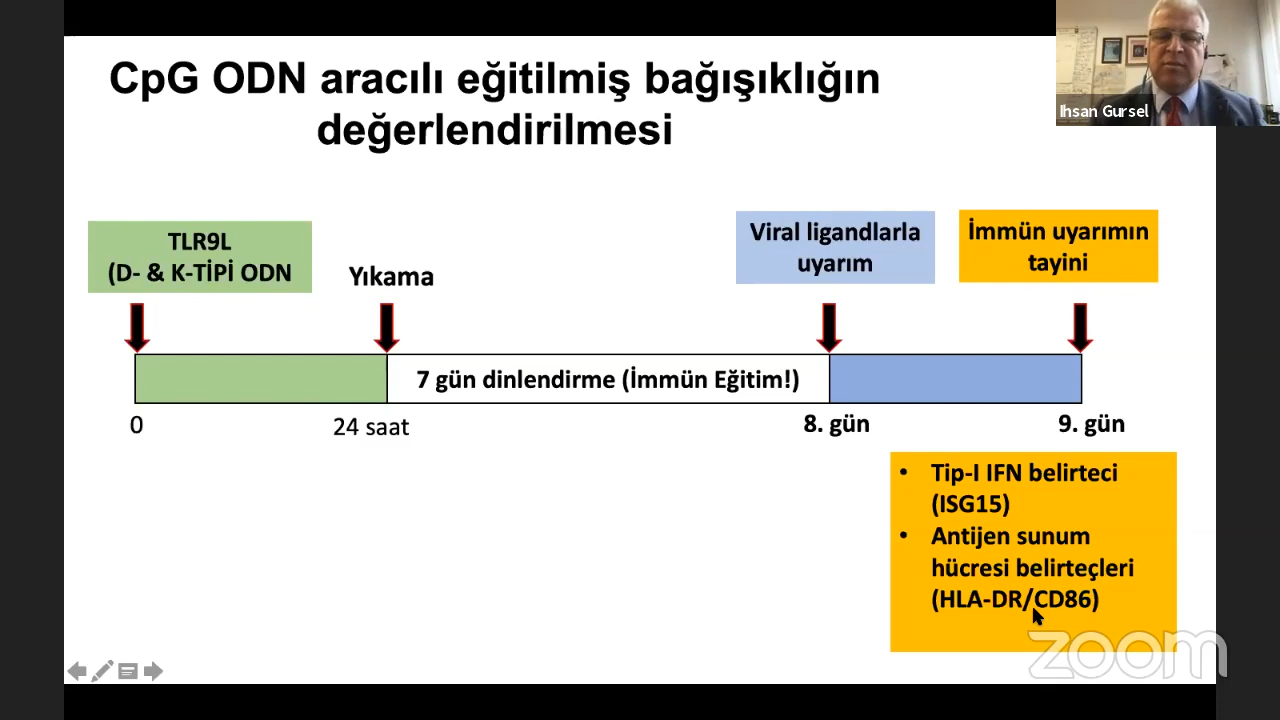 CpG ODN aracılı eğitilmiş bağışıklığın
değerlendirilmesi
Ihsan Gursel
TLR9L
(D- & K-TİPİ ODN
Yıkama
Viral ligandlarla
uyarım
İmmün uyarımın
tayini
7 gün dinlendirme (İmmün Eğitim!)
0
24 saat
8. gün
9. gün
• Tip-I IFN belirteci
(ISG15)
• Antijen sunum
hücresi belirteçleri
(HLA-DR/CD86)
zoom